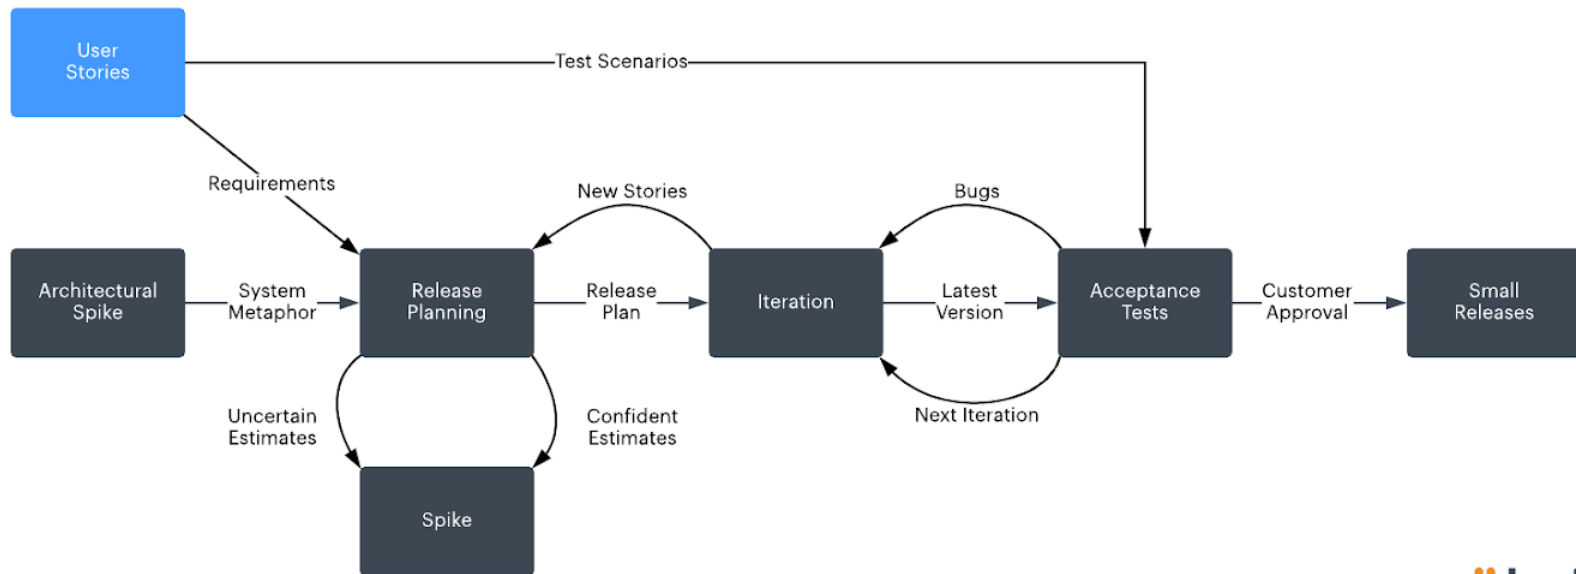 User
Stories
Test Scenarios
Requirements
New Stories
Bugs
Architectural
Spike
System
Metaphor
Release
Planning
Release
Plan
Iteration
Latest
Version
Acceptance
Tests
Customer
Approval
Small
Releases
Uncertain
Estimates
Confident
Estimates
Next Iteration
Spike